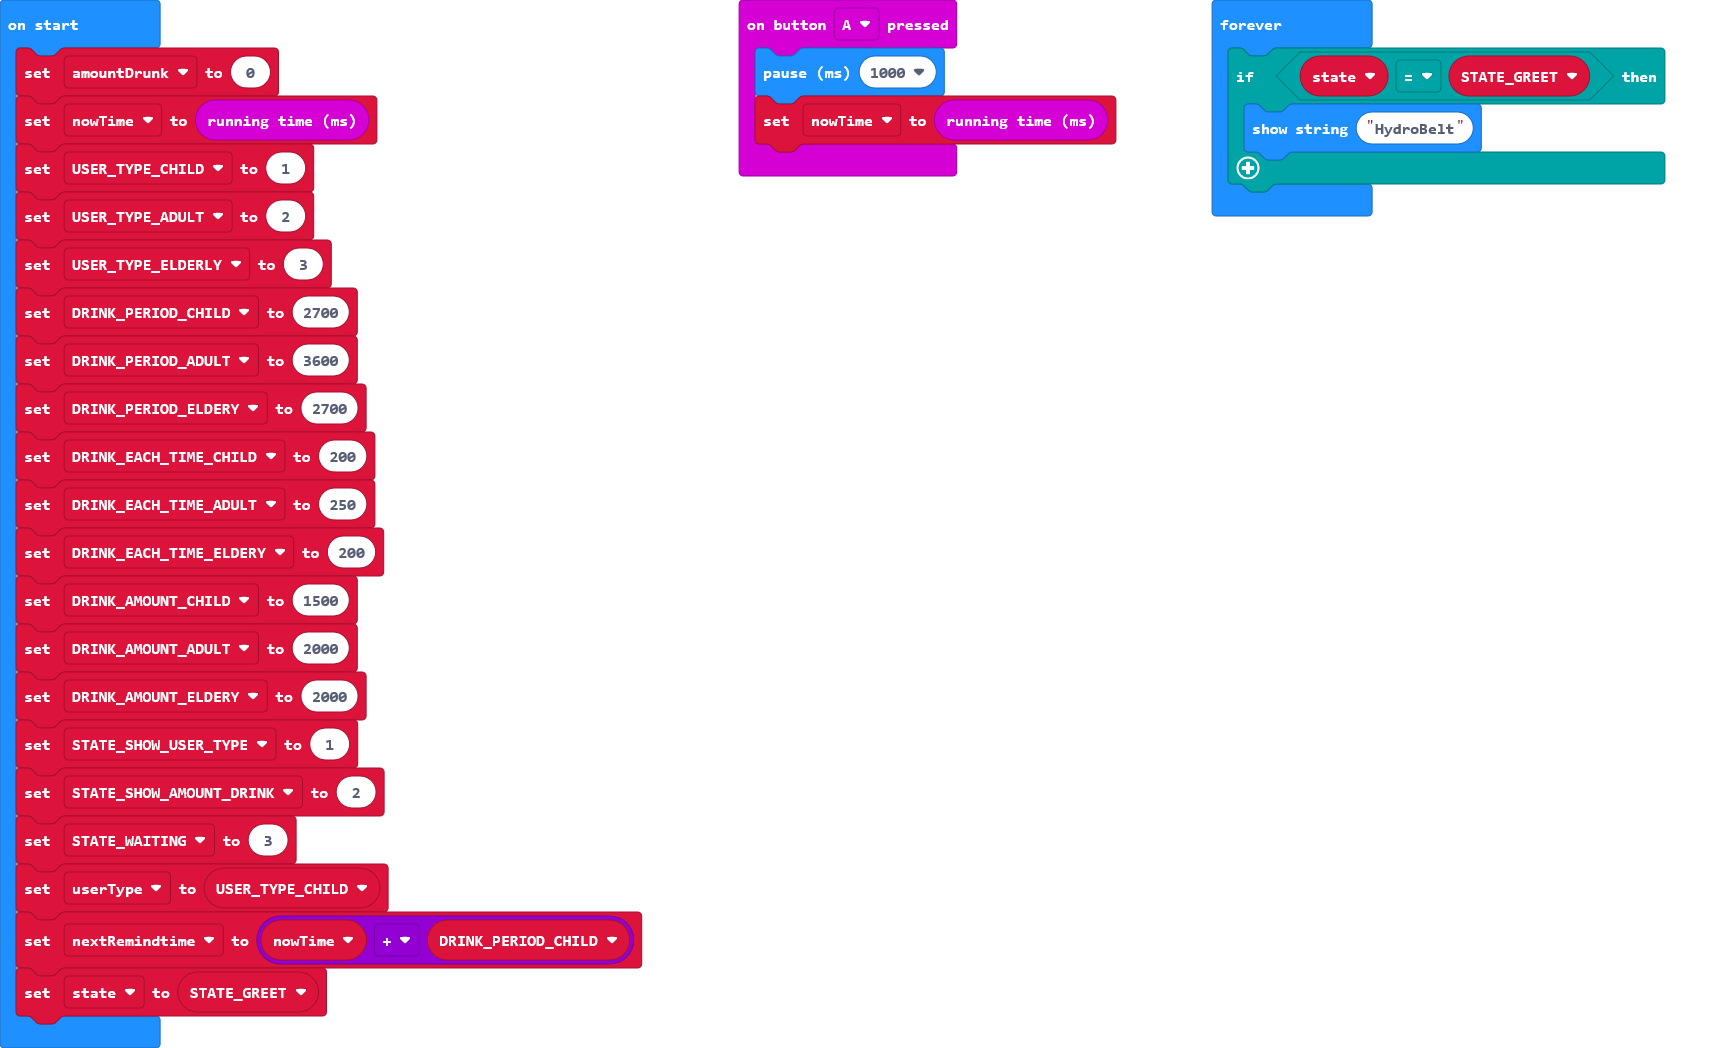 on start
set amountDrunk to 0
set nowTime to running time (ms)
set USER_TYPE_CHILD to 1
set USER_TYPE_ADULT to 2
set USER_TYPE_ELDERLY to 3
set DRINK_PERIOD_CHILD to 2700
set DRINK_PERIOD_ADULT to 3600
set DRINK_PERIOD_ELDERY to 2700
set DRINK_EACH_TIME_CHILD to 200
set DRINK_EACH_TIME_ADULT to 250
set DRINK_EACH_TIME_ELDERY to 200
set DRINK_AMOUNT_CHILD to 1500
set DRINK_AMOUNT_ADULT to 2000
set DRINK_AMOUNT_ELDERY to 2000
set STATE_SHOW_USER_TYPE to 1
set STATE_SHOW_AMOUNT_DRINK to 2
set STATE_WAITING to 3
set userType to USER_TYPE_CHILD
set nextRemindtime to nowTime + DRINK_PERIOD_CHILD
set state to STATE_GREET
on button A pressed
pause (ms) 1000
set nowTime to running time (ms)
forever
if state = STATE_GREET then
show string "HydroBelt"